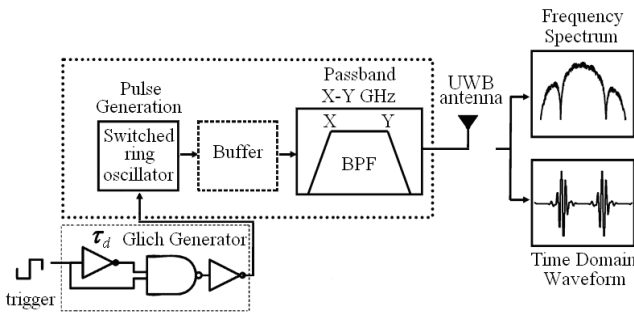 Frequency
Spectrum
Passband
X-Y GHz
UWB
antenna
Pulse
Generation
X Y
Switched
ring
oscillator
Buffer
BPF
τd Glich Generator
trigger
Time Domain
Waveform